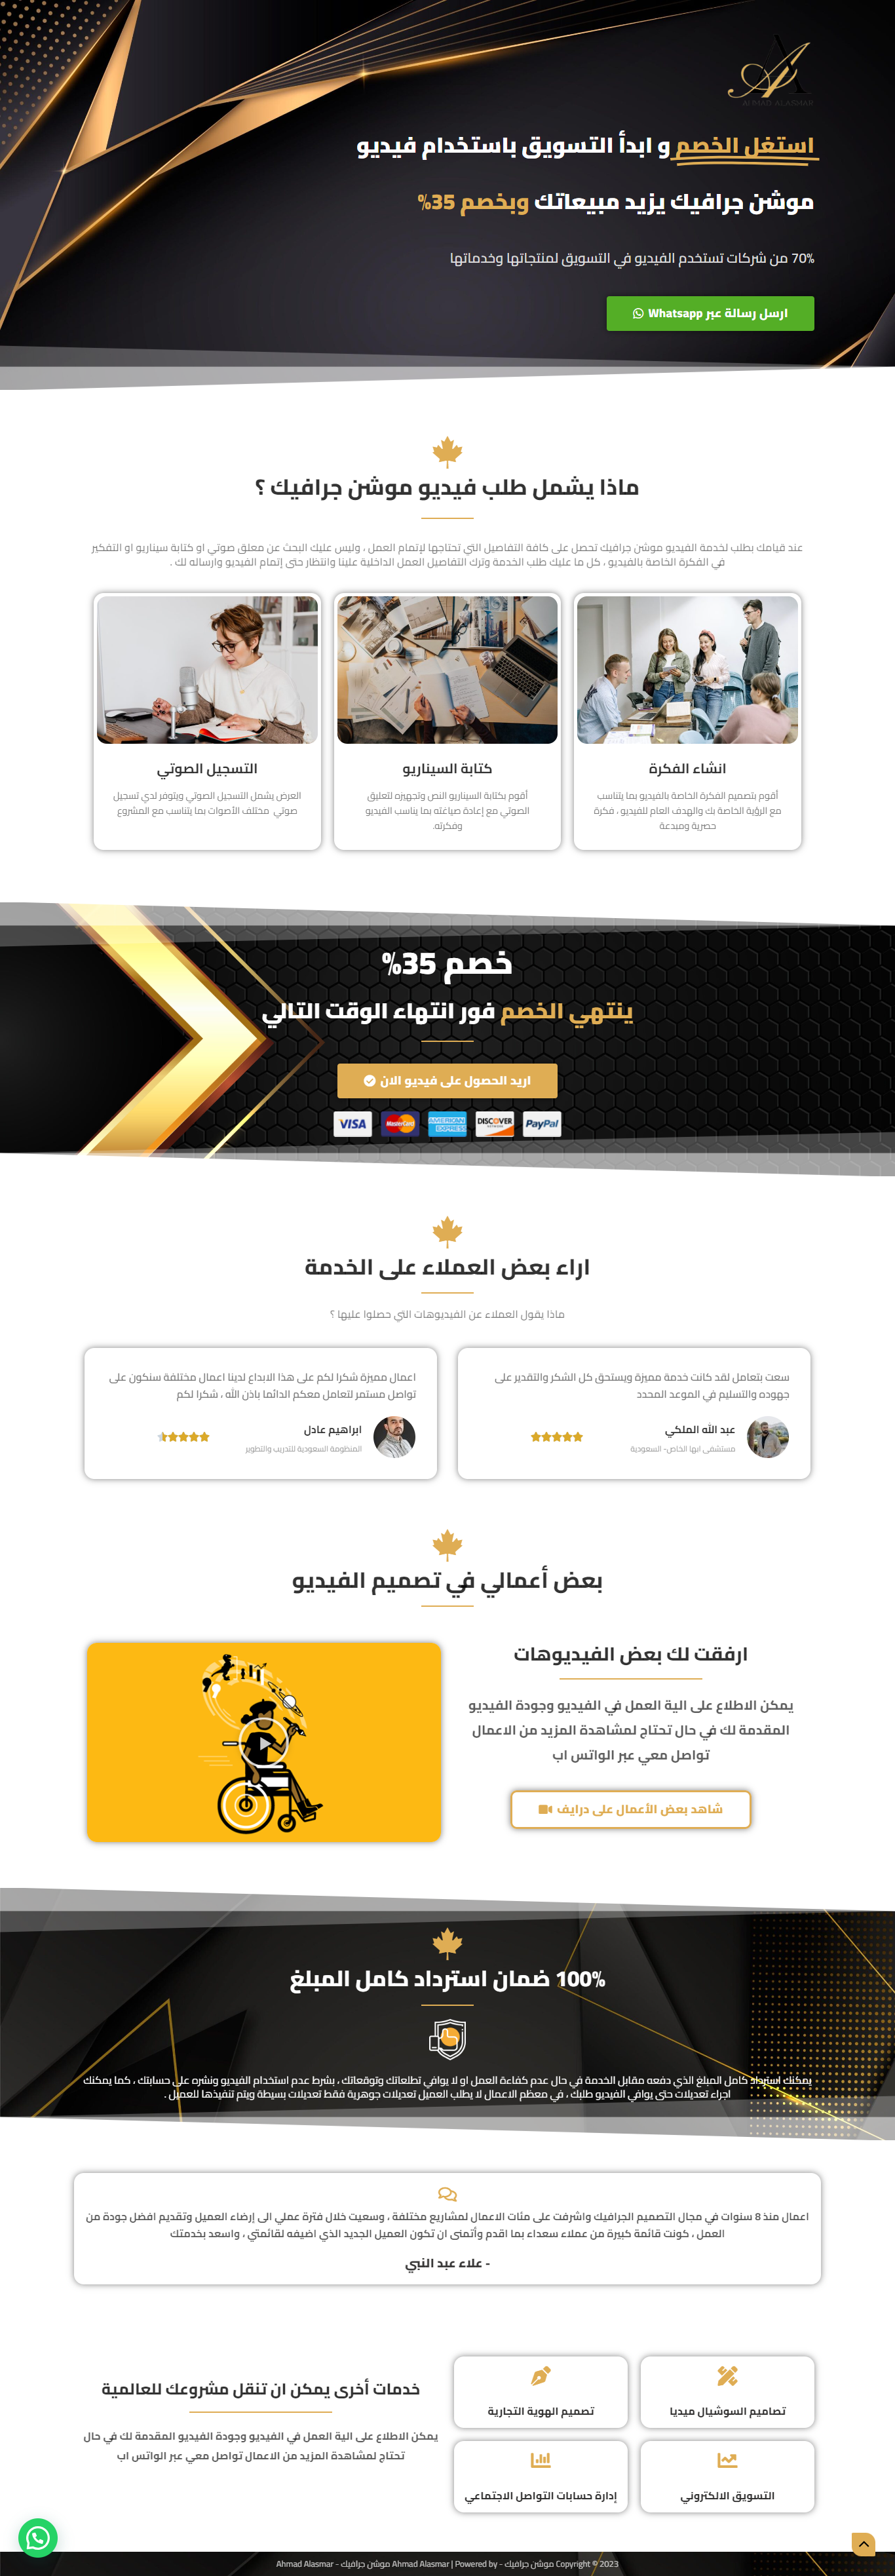 AHMAD ALASMAR
استغل الخصم و ابدأ التسويق باستخدام فيديو
موشن جرافيك يزيد مبيعاتك وبخصم 35%
70% من شركات تستخدم الفيديو في التسويق لمنتجاتها وخدماتها
ارسل رسالة عبر Whatsapp
ماذا يشمل طلب فيديو موشن جرافيك ؟
عند قيامك بطلب لخدمة الفيديو موشن جرافيك تحصل على كافة التفاصيل التي تحتاجها لإتمام العمل ، وليس عليك البحث عن معلق صوتي او كتابة سيناريو او التفكير
في الفكرة الخاصة بالفيديو ، كل ما عليك طلب الخدمة وترك التفاصيل العمل الداخلية علينا وانتظار حتى إتمام الفيديو وارساله لك .
انشاء الفكرة
أقوم بتصميم الفكرة الخاصة بالفيديو بما يتناسب
مع الرؤية الخاصة بك والهدف العام للفيديو ، فكرة
حصرية ومبدعة
كتابة السيناريو
أقوم بكتابة السيناريو النص وتجهيزه لتعليق
الصوتي مع إعادة صياغته بما يناسب الفيديو
وفكرته.
التسجيل الصوتي
العرض يشمل التسجيل الصوتي ويتوفر لدي تسجيل
صوتي مختلف الأصوات بما يتناسب مع المشروع
خصم 35%
ينتهي الخصم فور انتهاء الوقت التالي
اريد الحصول على فيديو الان
VISA MasterCard AMERICAN EXPRESS DISCOVER NETWORK PayPal
اراء بعض العملاء على الخدمة
ماذا يقول العملاء عن الفيديوهات التي حصلوا عليها ؟
سعت بتعامل لقد كانت خدمة مميزة ويستحق كل الشكر والتقدير على
جهوده والتسليم في الموعد المحدد
عبد الله الملكي
مستشفى ابها الخاص- السعودية
اعمال مميزة شكرا لكم على هذا الابداع لدينا اعمال مختلفة سنكون على
تواصل مستمر لتعامل معكم الدائما باذن الله ، شكرا لكم
ابراهيم عادل
المنظومة السعودية للتدريب والتطوير
بعض أعمالي في تصميم الفيديو
ارفقت لك بعض الفيديوهات
يمكن الاطلاع على الية العمل في الفيديو وجودة الفيديو
المقدمة لك في حال تحتاج لمشاهدة المزيد من الاعمال
تواصل معي عبر الواتس اب
شاهد بعض الأعمال على درايف
100% ضمان استرداد كامل المبلغ
يمكنك استرداد كامل المبلغ الذي دفعه مقابل الخدمة في حال عدم كفاءة العمل او لا يوافي تطلعاتك وتوقعاتك ، بشرط عدم استخدام الفيديو ونشره على حسابتك ، كما يمكنك
اجراء تعديلات حتى يوافي الفيديو طلبك ، في معظم الاعمال لا يطلب العميل تعديلات جوهرية فقط تعديلات بسيطة ويتم تنفيذها للعميل .
اعمال منذ 8 سنوات في مجال التصميم الجرافيك واشرفت على مئات الاعمال لمشاريع مختلفة ، وسعيت خلال فترة عملي الى إرضاء العميل وتقديم افضل جودة من
العمل ، كونت قائمة كبيرة من عملاء سعداء بما اقدم وأتمنى ان تكون العميل الجديد الذي اضيفه لقائمتي ، واسعد بخدمتك
- علاء عبد النبي
تصاميم السوشيال ميديا
تصميم الهوية التجارية
التسويق الالكتروني
إدارة حسابات التواصل الاجتماعي
خدمات أخرى يمكن ان تنقل مشروعك للعالمية
يمكن الاطلاع على الية العمل في الفيديو وجودة الفيديو المقدمة لك في حال
تحتاج لمشاهدة المزيد من الاعمال تواصل معي عبر الواتس اب
Copyright © 2023 موشن جرافيك - Ahmad Alasmar | Powered by موشن جرافيك - Ahmad Alasmar